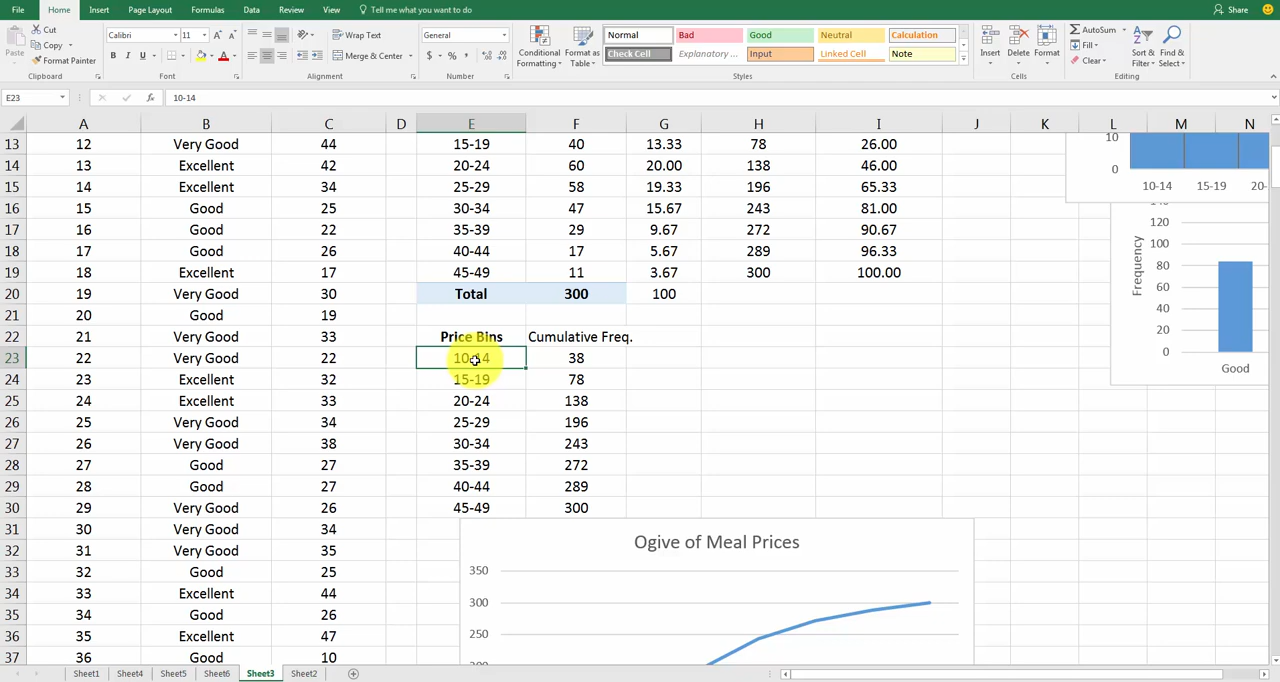 File Home Insert Page Layout Formulas Data Review View Tell me what you want to do Share
Paste Cut Copy Format Painter Clipboard
Calibri 11 B I U A Font
Wrap Text Merge & Center Alignment
General $ % Number
Conditional Formatting Format as Table
Normal Bad Good Neutral Calculation
Check Cell Explanatory ... Input Linked Cell Note
Styles
Insert Delete Format Cells
AutoSum Fill Clear Sort & Filter Find & Select Editing
E23 fx 10-14
A B C D E F G H I J K L M N
13 12 Very Good 44 15-19 40 13.33 78 26.00
14 13 Excellent 42 20-24 60 20.00 138 46.00
15 14 Excellent 34 25-29 58 19.33 196 65.33
16 15 Good 25 30-34 47 15.67 243 81.00
17 16 Good 22 35-39 29 9.67 272 90.67
18 17 Good 26 40-44 17 5.67 289 96.33
19 18 Excellent 17 45-49 11 3.67 300 100.00
20 19 Very Good 30 Total 300 100
21 20 Good 19
22 21 Very Good 33 Price Bins Cumulative Freq.
23 22 Very Good 22 10-14 38
24 23 Excellent 32 15-19 78
25 24 Excellent 33 20-24 138
26 25 Very Good 34 25-29 196
27 26 Very Good 38 30-34 243
28 27 Good 27 35-39 272
29 28 Good 27 40-44 289
30 29 Very Good 26 45-49 300
31 30 Very Good 34
32 31 Very Good 35
33 32 Good 25
34 33 Excellent 44
35 34 Good 26
36 35 Excellent 47
37 36 Good 10
10
0
10-14 15-19 20-
140
120
100
80
60
40
20
0
Frequency
Good
Ogive of Meal Prices
350
300
250
Sheet1 Sheet4 Sheet5 Sheet6 Sheet3 Sheet2